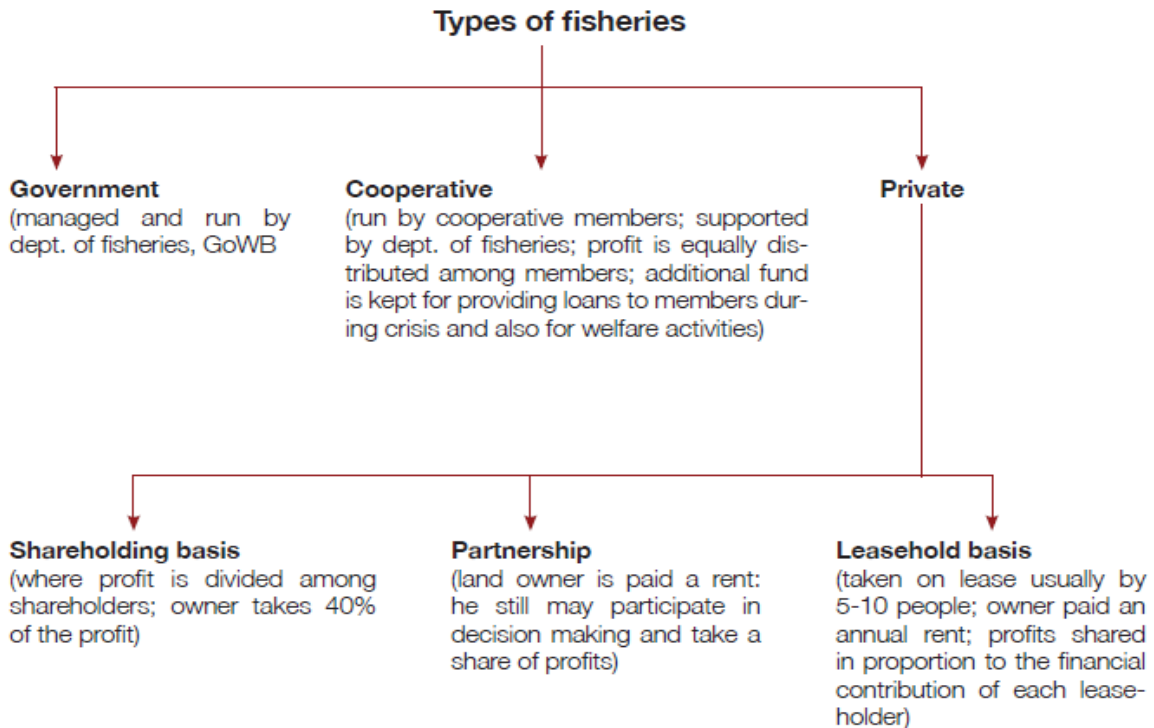 Types of fisheries
Government
(managed and run by
dept. of fisheries, GoWB
Cooperative
(run by cooperative members; supported
by dept. of fisheries; profit is equally dis-
tributed among members; additional fund
is kept for providing loans to members dur-
ing crisis and also for welfare activities)
Private
Shareholding basis
(where profit is divided among
shareholders; owner takes 40%
of the profit)
Partnership
(land owner is paid a rent:
he still may participate in
decision making and take a
share of profits)
Leasehold basis
(taken on lease usually by
5-10 people; owner paid an
annual rent; profits shared
in proportion to the financial
contribution of each lease-
holder)